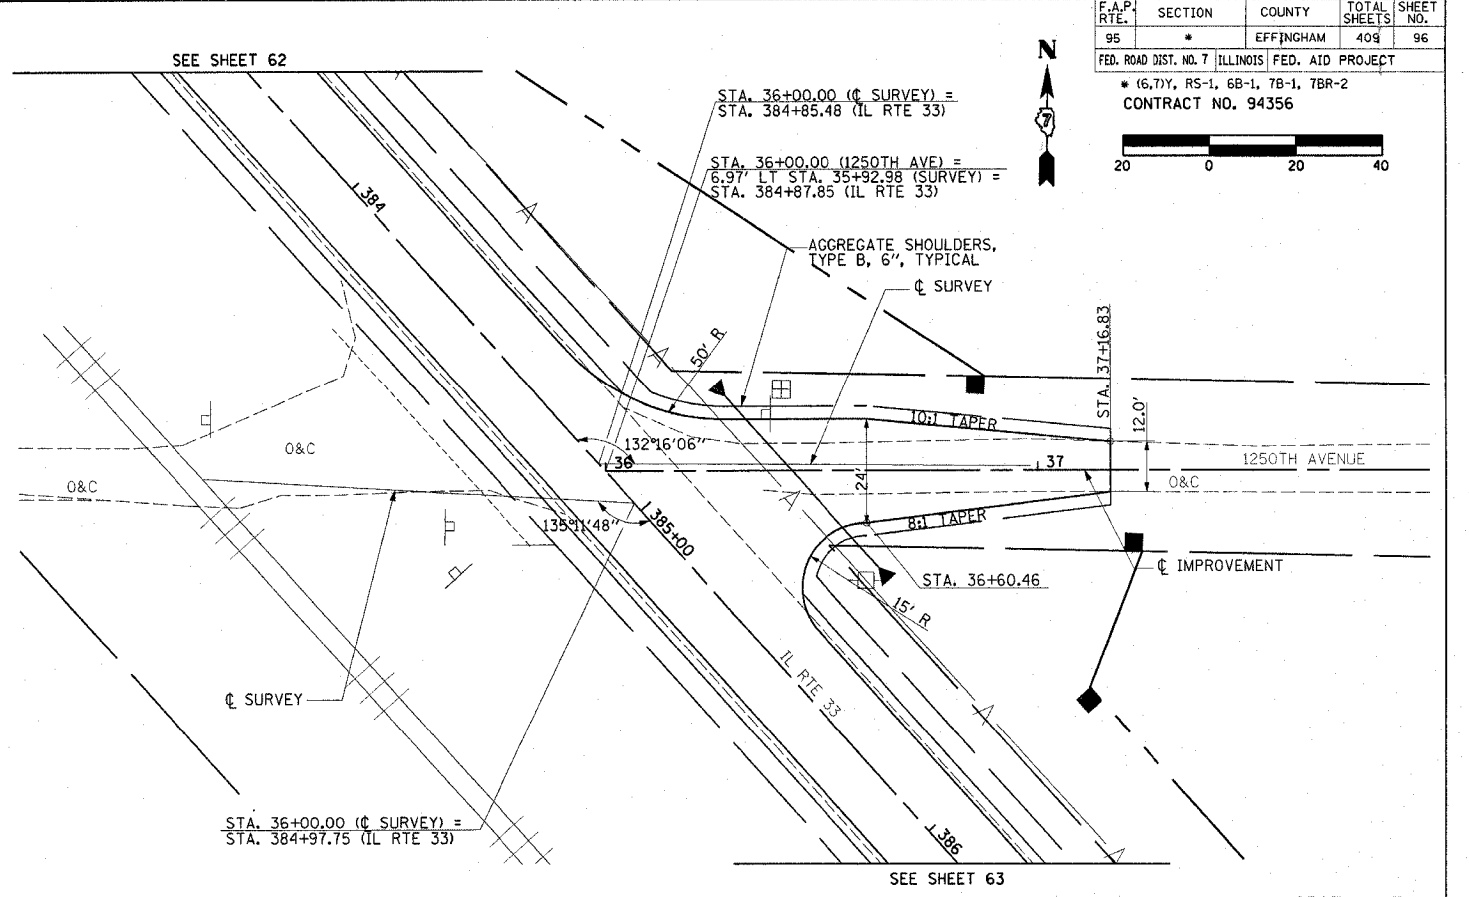 F.A.P. RTE. SECTION COUNTY TOTAL SHEETS SHEET NO.
95 * EFFINGHAM 409 96
FED. ROAD DIST. NO. 7 ILLINOIS FED. AID PROJECT
* (6,7)Y, RS-1, 6B-1, 7B-1, 7BR-2
CONTRACT NO. 94356
N
7
20 0 20 40
SEE SHEET 62
STA. 36+00.00 (℄ SURVEY) =
STA. 384+85.48 (IL RTE 33)
STA. 36+00.00 (1250TH AVE) =
6.97' LT STA. 35+92.98 (SURVEY) =
STA. 384+87.85 (IL RTE 33)
384
AGGREGATE SHOULDERS,
TYPE B, 6", TYPICAL
℄ SURVEY
50' R
STA. 37+16.83
12.0'
10:1 TAPER
132°16'06"
36
37
1250TH AVENUE
O&C
O&C
O&C
24'
135°11'48"
385+00
8:1 TAPER
STA. 36+60.46
℄ IMPROVEMENT
15' R
IL RTE 33
℄ SURVEY
STA. 36+00.00 (℄ SURVEY) =
STA. 384+97.75 (IL RTE 33)
386
SEE SHEET 63